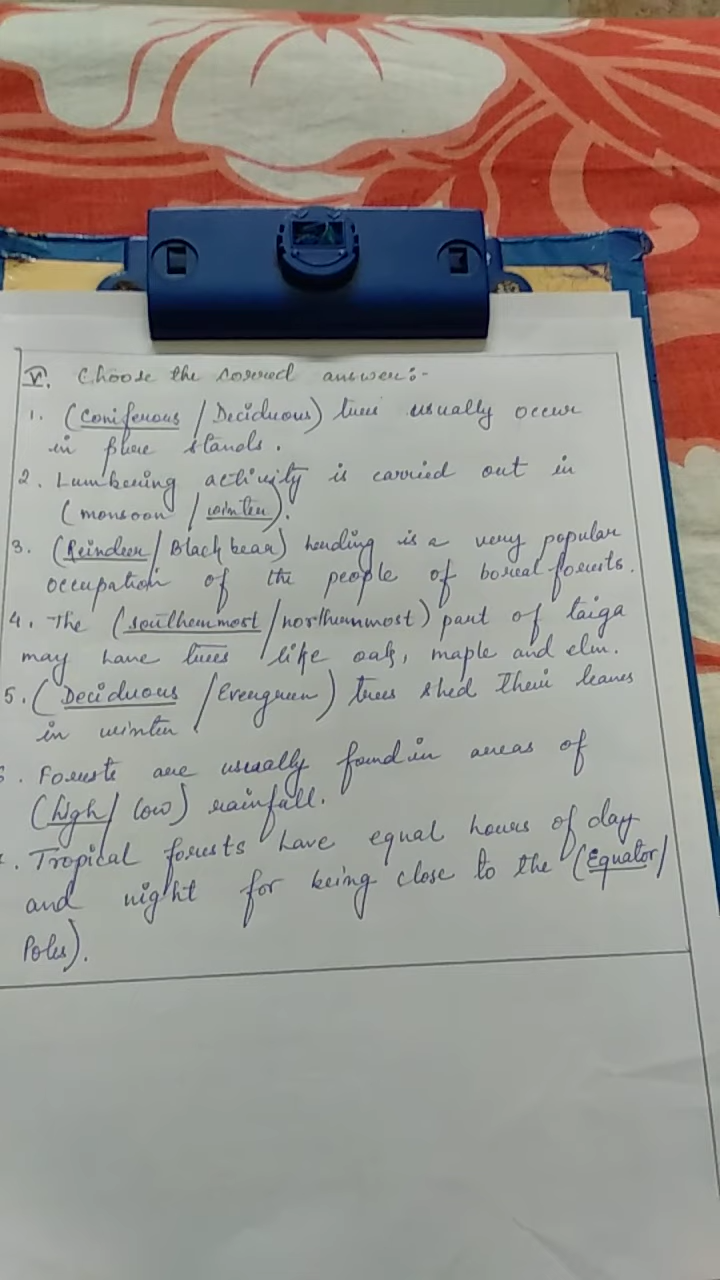 V. Choose the correct answer:-
1. (Coniferous / Deciduous) trees usually occur
in pure stands.
2. Lumbering activity is carried out in
(monsoon / winter).
3. (Reindeer / Black bear) herding is a very popular
occupation of the people of boreal forests.
4. The (southernmost / northernmost) part of taiga
may have trees like oak, maple and elm.
5. (Deciduous / Evergreen) trees shed their leaves
in winter.
. Forests are usually found in areas of
(high / low) rainfall.
. Tropical forests have equal hours of day
and night for being close to the (Equator /
Poles).